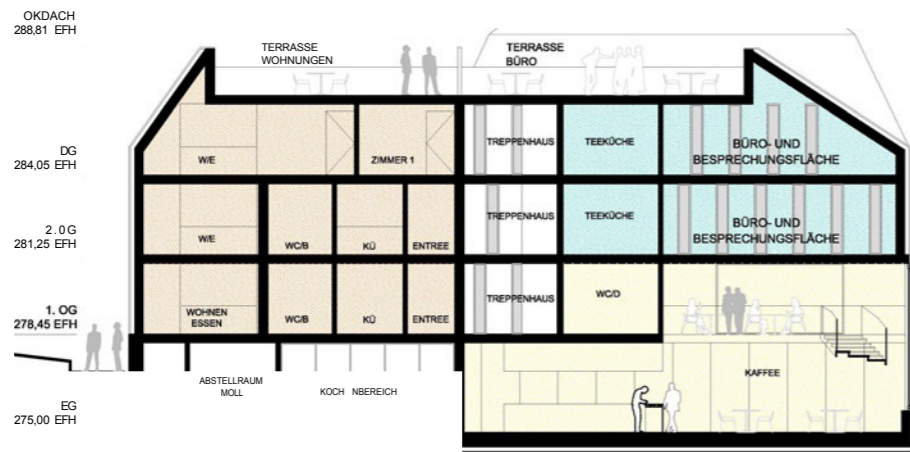 OKDACH
288,81 EFH
TERRASSE
WOHNUNGEN
TERRASSE
BÜRO
DG
284,05 EFH
W/E
ZIMMER 1
TREPPENHAUS
TEEKÜCHE
BÜRO- UND
BESPRECHUNGSFLÄCHE
2.0G
281,25 EFH
W/E
WC/B
KÜ
ENTREE
TREPPENHAUS
TEEKÜCHE
BÜRO- UND
BESPRECHUNGSFLÄCHE
1. OG
278,45 EFH
WOHNEN
ESSEN
WC/B
KÜ
ENTREE
TREPPENHAUS
WC/D
KAFFEE
ABSTELLRAUM
MOLL
KOCH NBEREICH
EG
275,00 EFH